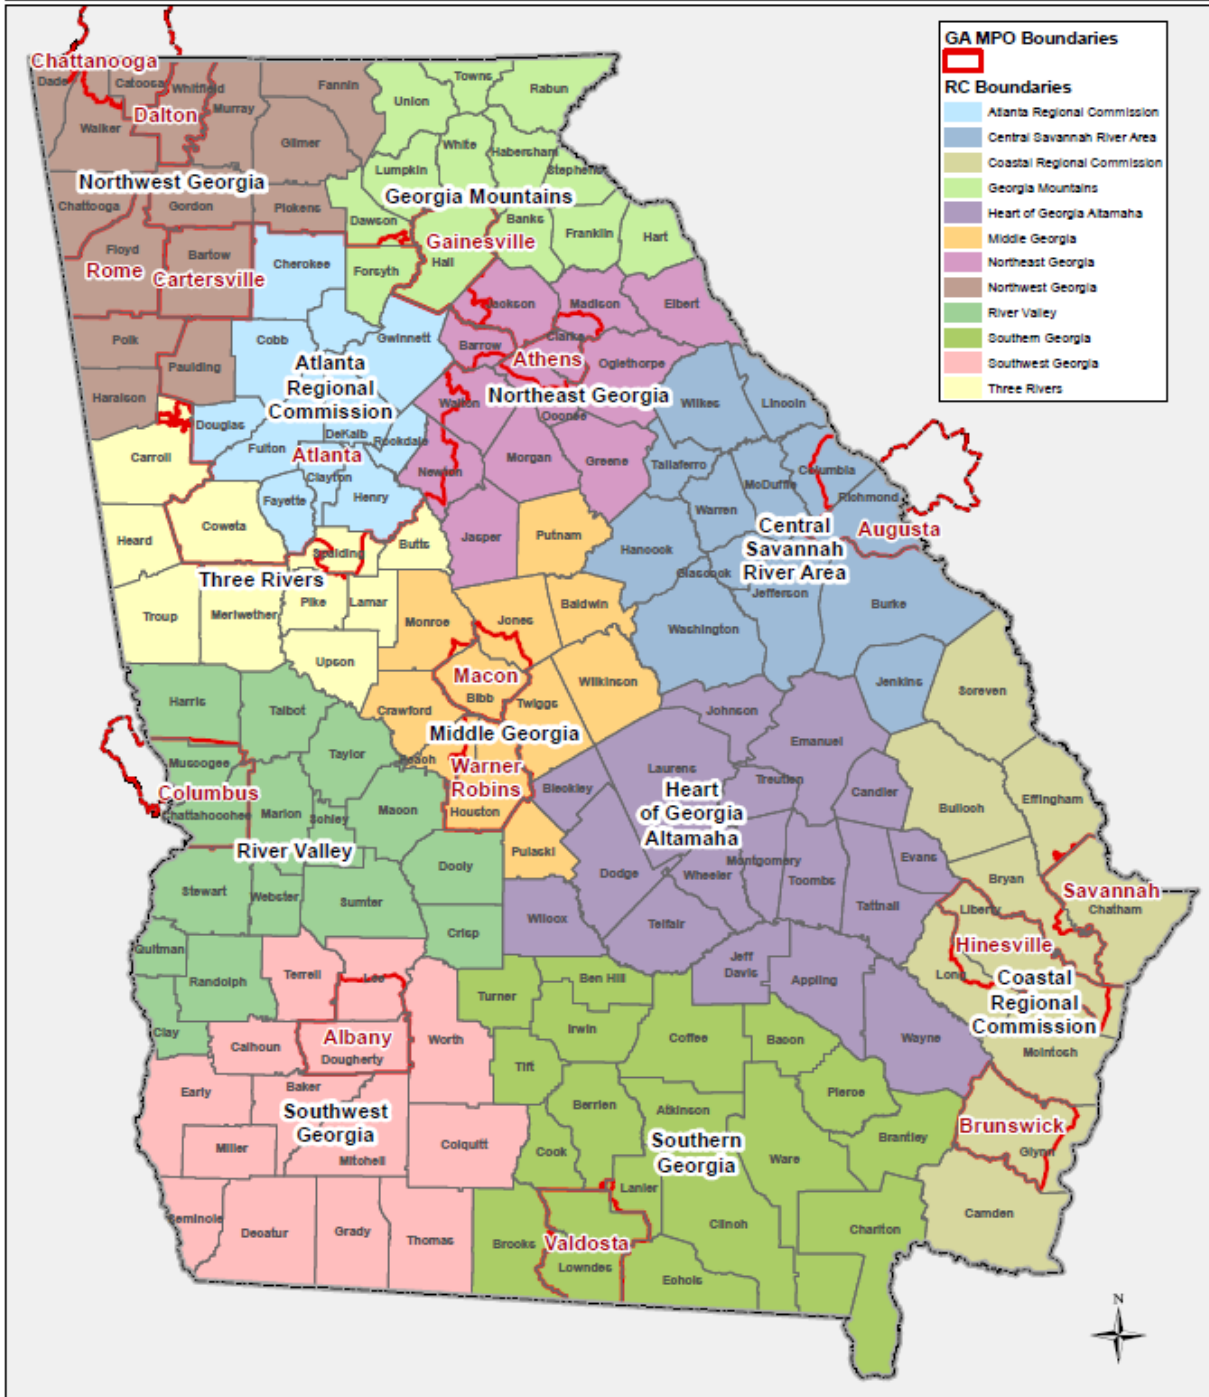 GA MPO Boundaries
RC Boundaries
Atlanta Regional Commission
Central Savannah River Area
Coastal Regional Commission
Georgia Mountains
Heart of Georgia Altamaha
Middle Georgia
Northeast Georgia
Northwest Georgia
River Valley
Southern Georgia
Southwest Georgia
Three Rivers
Chattanooga
Dade
Catoosa
Whitfield
Murray
Fannin
Walker
Dalton
Gilmer
Northwest Georgia
Chattooga
Gordon
Pickens
Floyd
Rome
Bartow
Cartersville
Polk
Paulding
Haralson
Towns
Union
Rabun
White
Habersham
Lumpkin
Stephens
Georgia Mountains
Dawson
Banks
Franklin
Hart
Gainesville
Hall
Forsyth
Cherokee
Cobb
Gwinnett
Atlanta
Regional
Commission
Douglas
Fulton
DeKalb
Rockdale
Atlanta
Clayton
Fayette
Henry
Jackson
Madison
Elbert
Barrow
Clarke
Athens
Oglethorpe
Northeast Georgia
Walton
Oconee
Newton
Morgan
Greene
Jasper
Carroll
Coweta
Heard
Spalding
Butts
Three Rivers
Troup
Meriwether
Pike
Lamar
Upson
Wilkes
Lincoln
Taliaferro
Columbia
McDuffie
Richmond
Warren
Augusta
Central
Savannah
River Area
Hancock
Glascock
Jefferson
Burke
Washington
Jenkins
Putnam
Baldwin
Monroe
Jones
Macon
Bibb
Wilkinson
Twiggs
Crawford
Middle Georgia
Peach
Warner
Robins
Houston
Pulaski
Harris
Talbot
Taylor
Muscogee
Columbus
Chattahoochee
Marion
Schley
Macon
River Valley
Dooly
Stewart
Webster
Sumter
Crisp
Quitman
Randolph
Clay
Johnson
Emanuel
Laurens
Treutlen
Candler
Bleckley
Heart
of Georgia
Altamaha
Evans
Dodge
Wheeler
Montgomery
Toombs
Tattnall
Wilcox
Telfair
Jeff
Davis
Appling
Wayne
Screven
Bulloch
Effingham
Bryan
Savannah
Chatham
Liberty
Hinesville
Long
Coastal
Regional
Commission
McIntosh
Brunswick
Glynn
Camden
Terrell
Lee
Albany
Dougherty
Calhoun
Worth
Early
Baker
Southwest
Georgia
Miller
Mitchell
Colquitt
Seminole
Decatur
Grady
Thomas
Turner
Ben Hill
Irwin
Tift
Coffee
Bacon
Pierce
Berrien
Atkinson
Southern
Georgia
Ware
Brantley
Cook
Lanier
Clinch
Charlton
Brooks
Valdosta
Lowndes
Echols
N